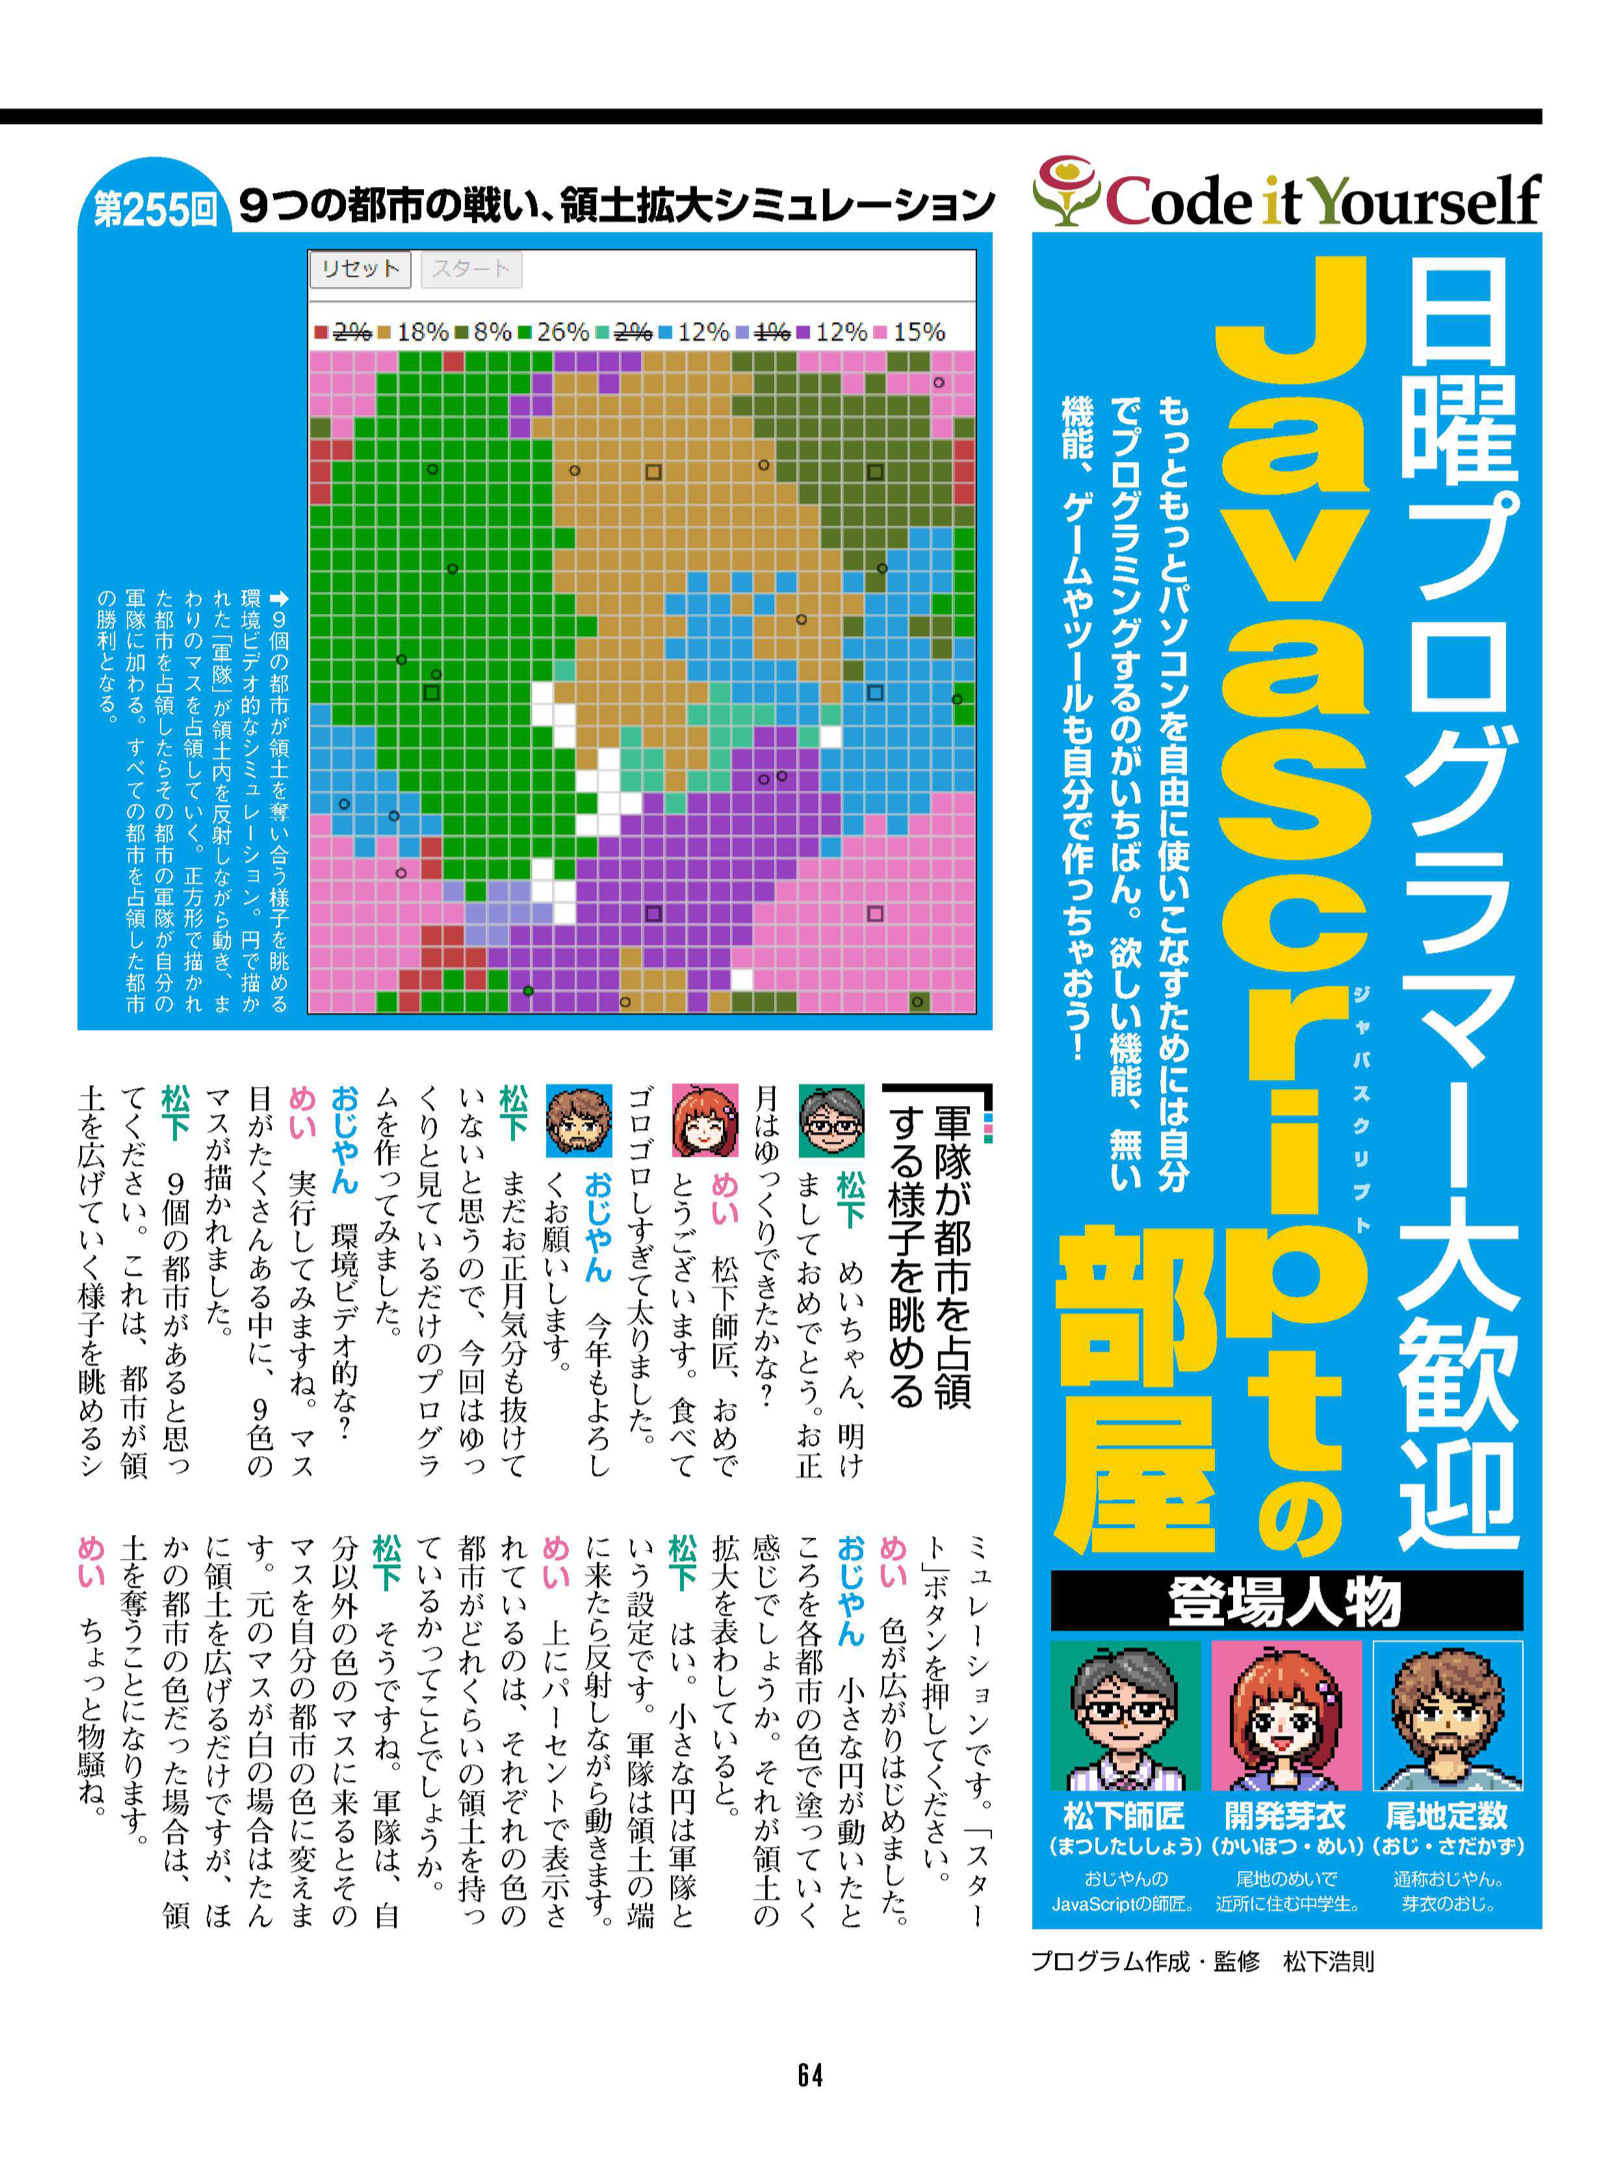 Code it Yourself
日曜プログラマー大歓迎
JavaScriptの
ジャバスクリプト
部屋
もっともっとパソコンを自由に使いこなすためには自分
でプログラミングするのがいちばん。欲しい機能、無い
機能、ゲームやツールも自分で作っちゃおう！
登場人物
尾地定数
(おじ・さだかず)
通称おじやん。
芽衣のおじ。
開発芽衣
(かいほつ・めい)
尾地のめいで
近所に住む中学生。
松下師匠
(まつしたししょう)
おじやんの
JavaScriptの師匠。
プログラム作成・監修　松下浩則
第255回
９つの都市の戦い、領土拡大シミュレーション
リセット　スタート
2% 18% 8% 26% 2% 12% 1% 12% 15%
➡９個の都市が領土を奪い合う様子を眺める
環境ビデオ的なシミュレーション。円で描か
れた「軍隊」が領土内を反射しながら動き、ま
わりのマスを占領していく。正方形で描かれ
た都市を占領したらその都市の軍隊が自分の
軍隊に加わる。すべての都市を占領した都市
の勝利となる。
軍隊が都市を占領
する様子を眺める
松下　めいちゃん、明け
ましておめでとう。お正
月はゆっくりできたかな？
めい　松下師匠、おめで
とうございます。食べて
ゴロゴロしすぎて太りました。
おじやん　今年もよろし
くお願いします。
松下　まだお正月気分も抜けて
いないと思うので、今回はゆっ
くりと見ているだけのプログラ
ムを作ってみました。
おじやん　環境ビデオ的な？
めい　実行してみますね。マス
目がたくさんある中に、９色の
マスが描かれました。
松下　９個の都市があると思っ
てください。これは、都市が領
土を広げていく様子を眺めるシ
ミュレーションです。「スター
ト」ボタンを押してください。
めい　色が広がりはじめました。
おじやん　小さな円が動いたと
ころを各都市の色で塗っていく
感じでしょうか。それが領土の
拡大を表わしていると。
松下　はい。小さな円は軍隊と
いう設定です。軍隊は領土の端
に来たら反射しながら動きます。
めい　上にパーセントで表示さ
れているのは、それぞれの色の
都市がどれくらいの領土を持っ
ているかってことでしょうか。
松下　そうですね。軍隊は、自
分以外の色のマスに来るとその
マスを自分の都市の色に変えま
す。元のマスが白の場合はたん
に領土を広げるだけですが、ほ
かの都市の色だった場合は、領
土を奪うことになります。
めい　ちょっと物騒ね。
64